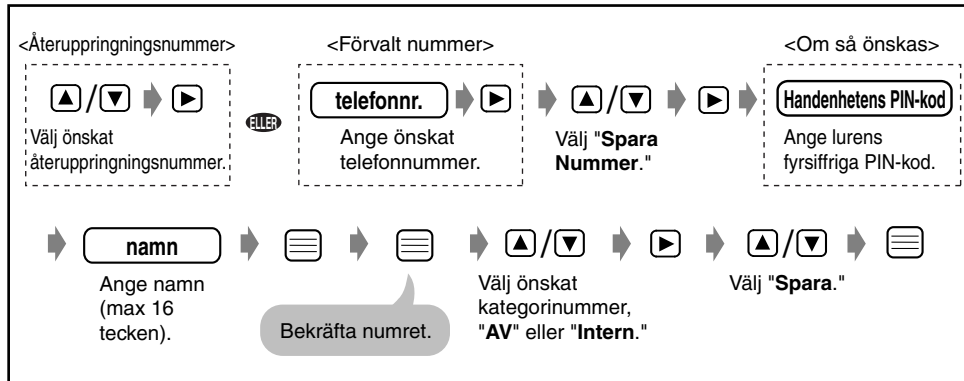 <Återuppringningsnummer>
<Förvalt nummer>
<Om så önskas>
/
Välj önskat
återuppringningsnummer.
ELLER
telefonnr.
Ange önskat
telefonnummer.
/
Välj "Spara
Nummer."
Handenhetens PIN-kod
Ange lurens
fyrsiffriga PIN-kod.
namn
Ange namn
(max 16
tecken).
Bekräfta numret.
/
Välj önskat
kategorinummer,
"AV" eller "Intern."
/
Välj "Spara."